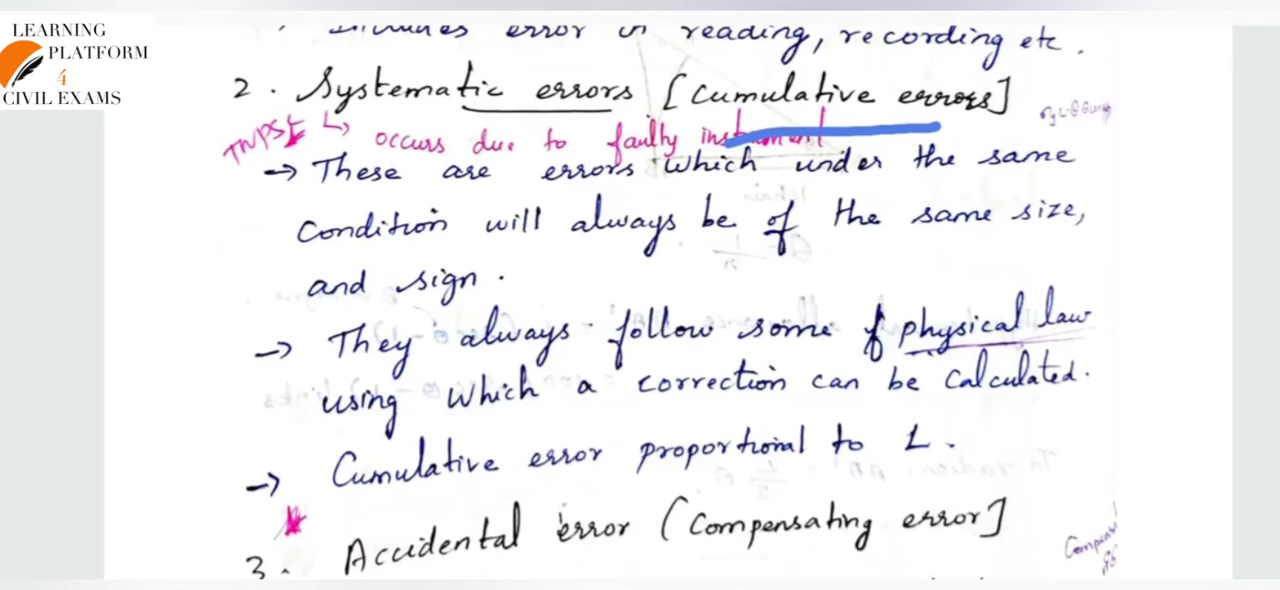 LEARNING
PLATFORM
4
CIVIL EXAMS
error in reading, recording etc.
2. Systematic errors [Cumulative errors]
TNPSC ↳ occurs due to faulty instrument
→ These are errors which under the same
Condition will always be of the same size,
and sign.
→ They always follow some of physical law
using which a correction can be Calculated.
→ Cumulative error proportional to L.
3. Accidental error (Compensating error]